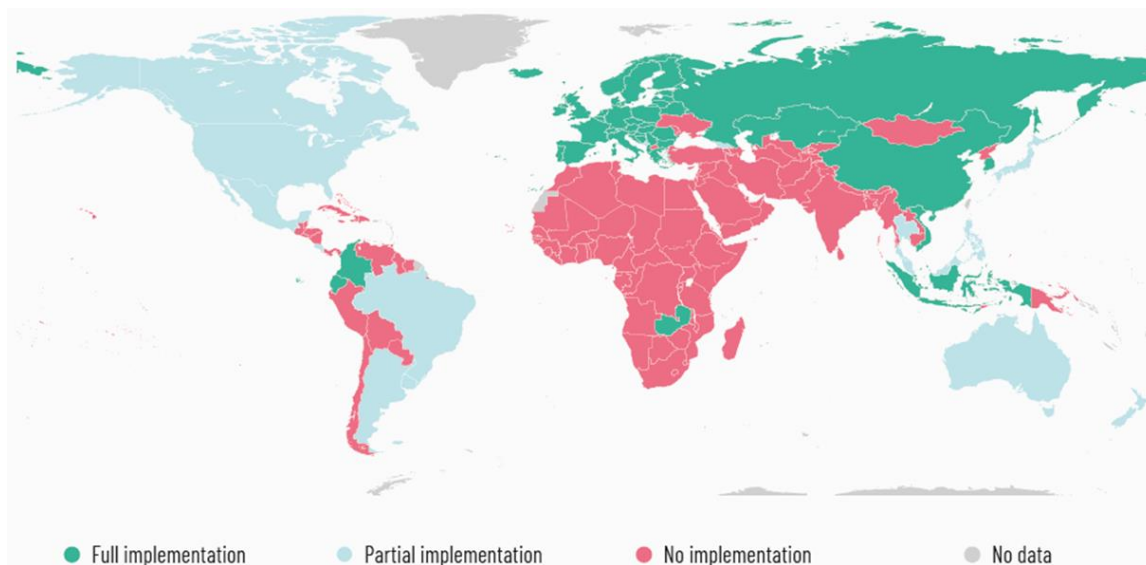 Full implementation
Partial implementation
No implementation
No data